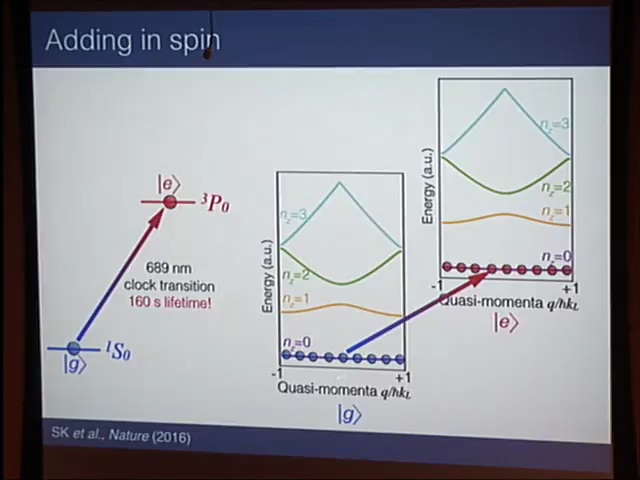 Adding in spin
|e⟩
³P₀
689 nm
clock transition
160 s lifetime!
|g⟩
¹S₀
Energy (a.u.)
n_z=3
n_z=2
n_z=1
n_z=0
-1
+1
Quasi-momenta q/ħk_L
|g⟩
Energy (a.u.)
n_z=3
n_z=2
n_z=1
n_z=0
-1
+1
Quasi-momenta q/ħk_L
|e⟩
SK et al., Nature (2016)